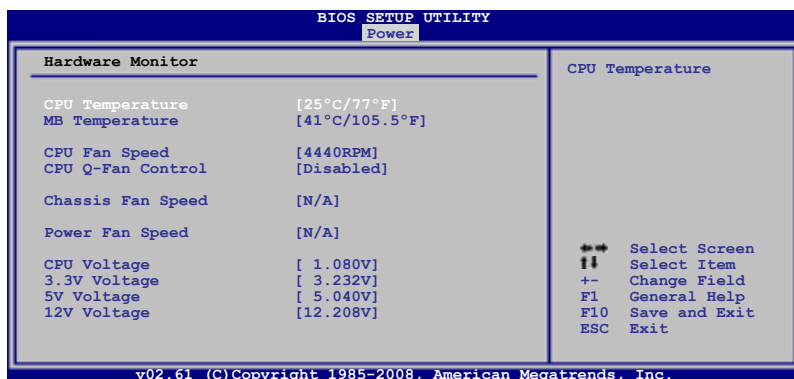 BIOS SETUP UTILITY
Power
Hardware Monitor
CPU Temperature [25°C/77°F]
MB Temperature [41°C/105.5°F]
CPU Fan Speed [4440RPM]
CPU Q-Fan Control [Disabled]
Chassis Fan Speed [N/A]
Power Fan Speed [N/A]
CPU Voltage [ 1.080V]
3.3V Voltage [ 3.232V]
5V Voltage [ 5.040V]
12V Voltage [12.208V]
CPU Temperature
←→ Select Screen
↑↓ Select Item
+- Change Field
F1 General Help
F10 Save and Exit
ESC Exit
v02.61 (C)Copyright 1985-2008, American Megatrends, Inc.